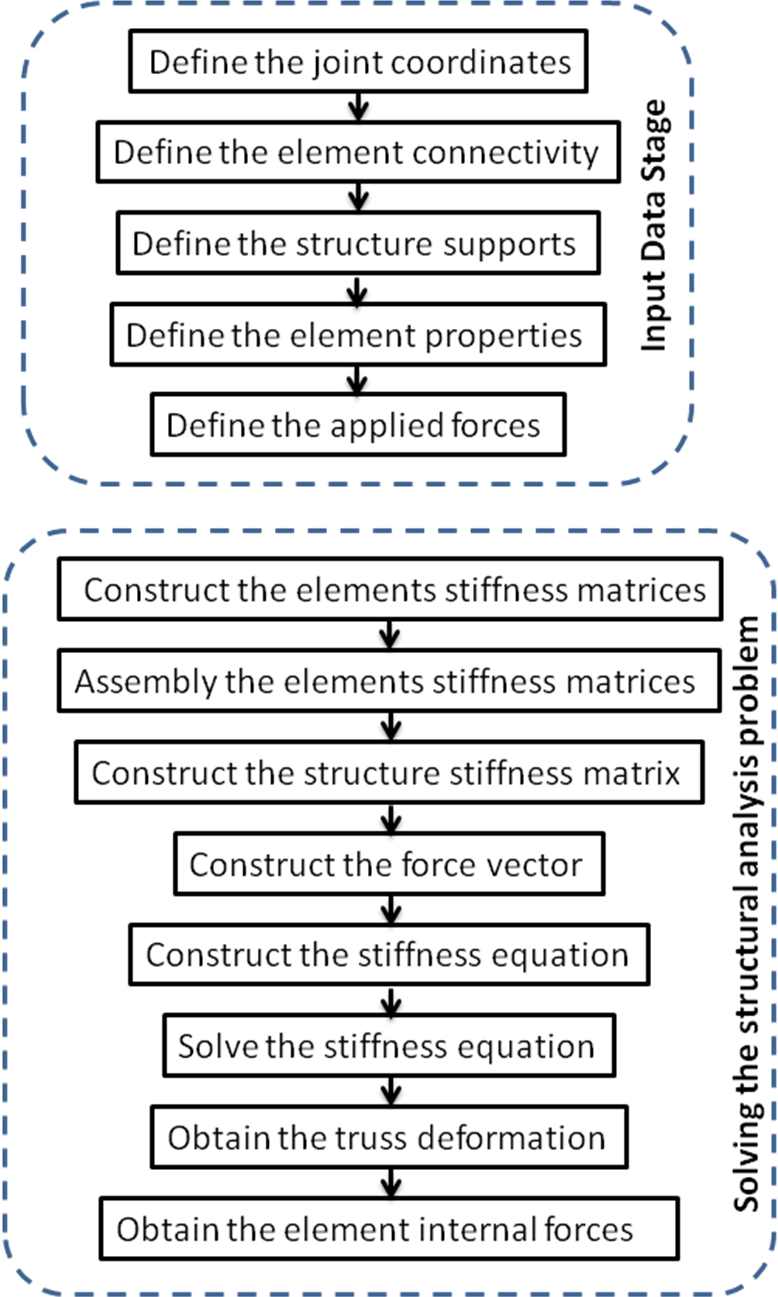 Define the joint coordinates
Define the element connectivity
Define the structure supports
Define the element properties
Define the applied forces
Input Data Stage
Construct the elements stiffness matrices
Assembly the elements stiffness matrices
Construct the structure stiffness matrix
Construct the force vector
Construct the stiffness equation
Solve the stiffness equation
Obtain the truss deformation
Obtain the element internal forces
Solving the structural analysis problem